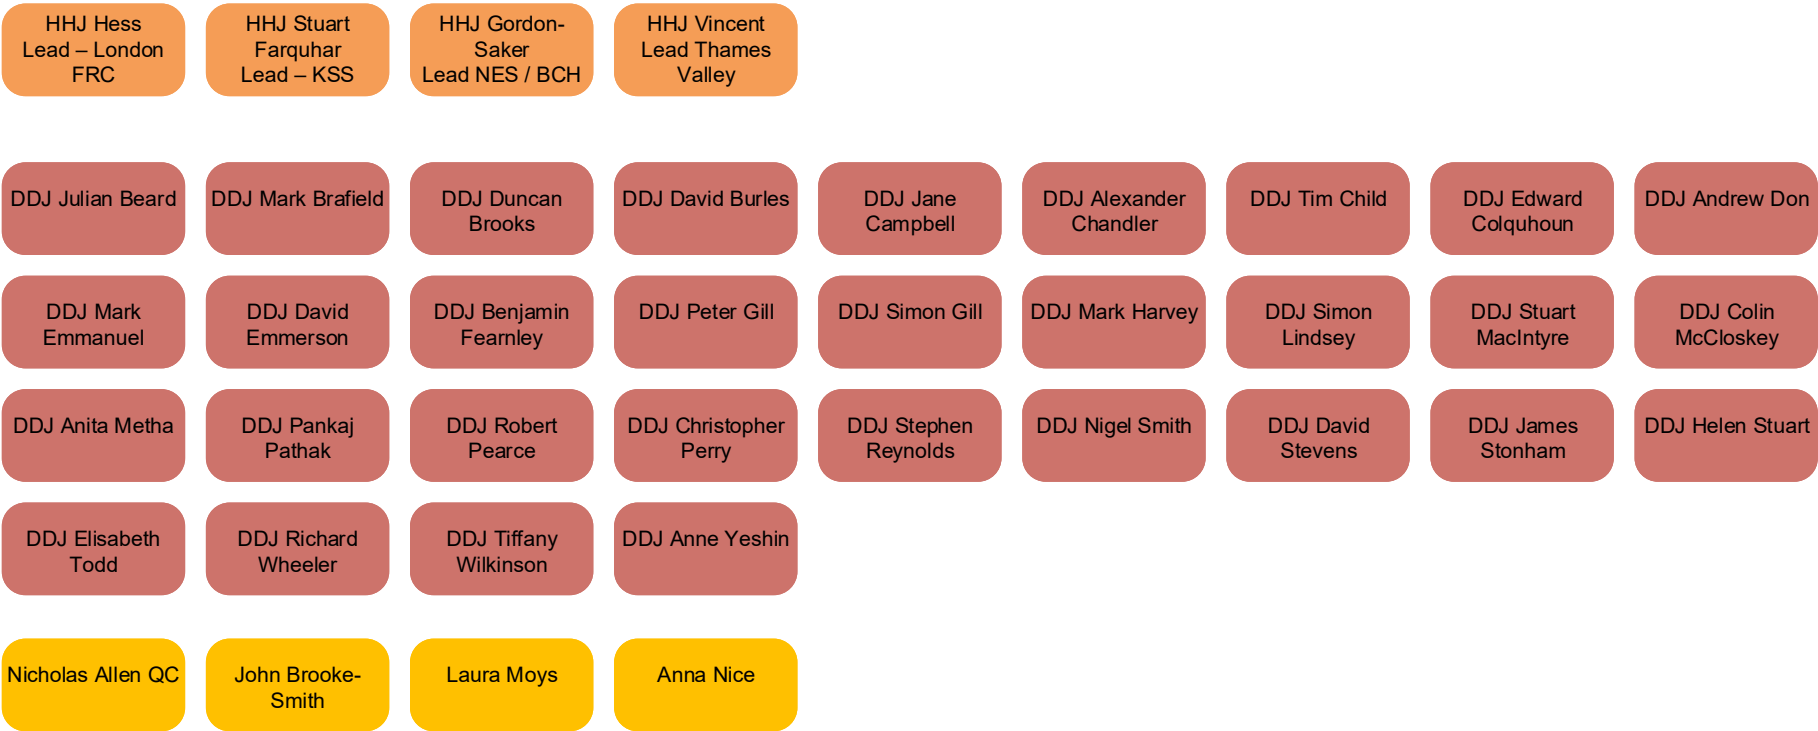 HHJ Hess
Lead – London
FRC
HHJ Stuart
Farquhar
Lead – KSS
HHJ Gordon-
Saker
Lead NES / BCH
HHJ Vincent
Lead Thames
Valley
DDJ Julian Beard
DDJ Mark Brafield
DDJ Duncan
Brooks
DDJ David Burles
DDJ Jane
Campbell
DDJ Alexander
Chandler
DDJ Tim Child
DDJ Edward
Colquhoun
DDJ Andrew Don
DDJ Mark
Emmanuel
DDJ David
Emmerson
DDJ Benjamin
Fearnley
DDJ Peter Gill
DDJ Simon Gill
DDJ Mark Harvey
DDJ Simon
Lindsey
DDJ Stuart
MacIntyre
DDJ Colin
McCloskey
DDJ Anita Metha
DDJ Pankaj
Pathak
DDJ Robert
Pearce
DDJ Christopher
Perry
DDJ Stephen
Reynolds
DDJ Nigel Smith
DDJ David
Stevens
DDJ James
Stonham
DDJ Helen Stuart
DDJ Elisabeth
Todd
DDJ Richard
Wheeler
DDJ Tiffany
Wilkinson
DDJ Anne Yeshin
Nicholas Allen QC
John Brooke-
Smith
Laura Moys
Anna Nice